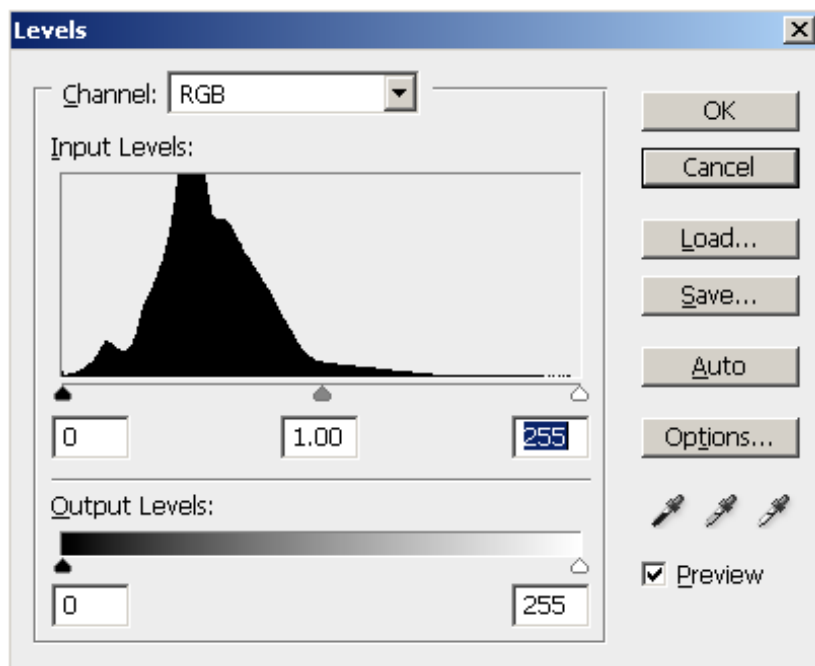 Levels
Channel: RGB
Input Levels:
0 1.00 255
Output Levels:
0 255
OK
Cancel
Load...
Save...
Auto
Options...
Preview